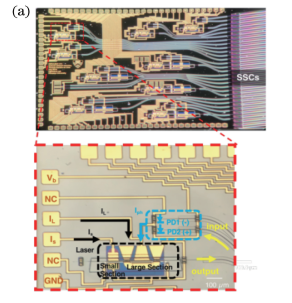 (a)
SSCs
Vb
NC
IL
Is
NC
GND
IL
Is
Laser
Iph
PD1 (-)
PD2 (+)
Input
output
Small Section
Large Section
100 μm